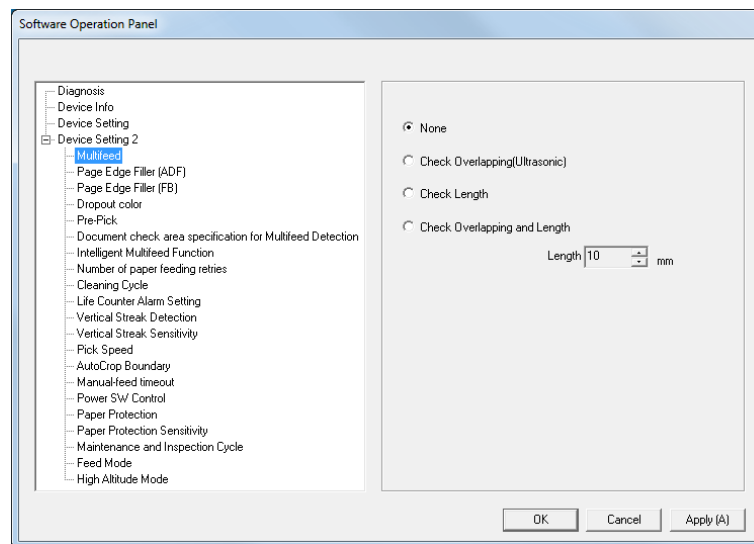 Software Operation Panel
Diagnosis
Device Info
Device Setting
Device Setting 2
Multifeed
Page Edge Filler (ADF)
Page Edge Filler (FB)
Dropout color
Pre-Pick
Document check area specification for Multifeed Detection
Intelligent Multifeed Function
Number of paper feeding retries
Cleaning Cycle
Life Counter Alarm Setting
Vertical Streak Detection
Vertical Streak Sensitivity
Pick Speed
AutoCrop Boundary
Manual-feed timeout
Power SW Control
Paper Protection
Paper Protection Sensitivity
Maintenance and Inspection Cycle
Feed Mode
High Altitude Mode
None
Check Overlapping(Ultrasonic)
Check Length
Check Overlapping and Length
Length 10 mm
OK Cancel Apply (A)